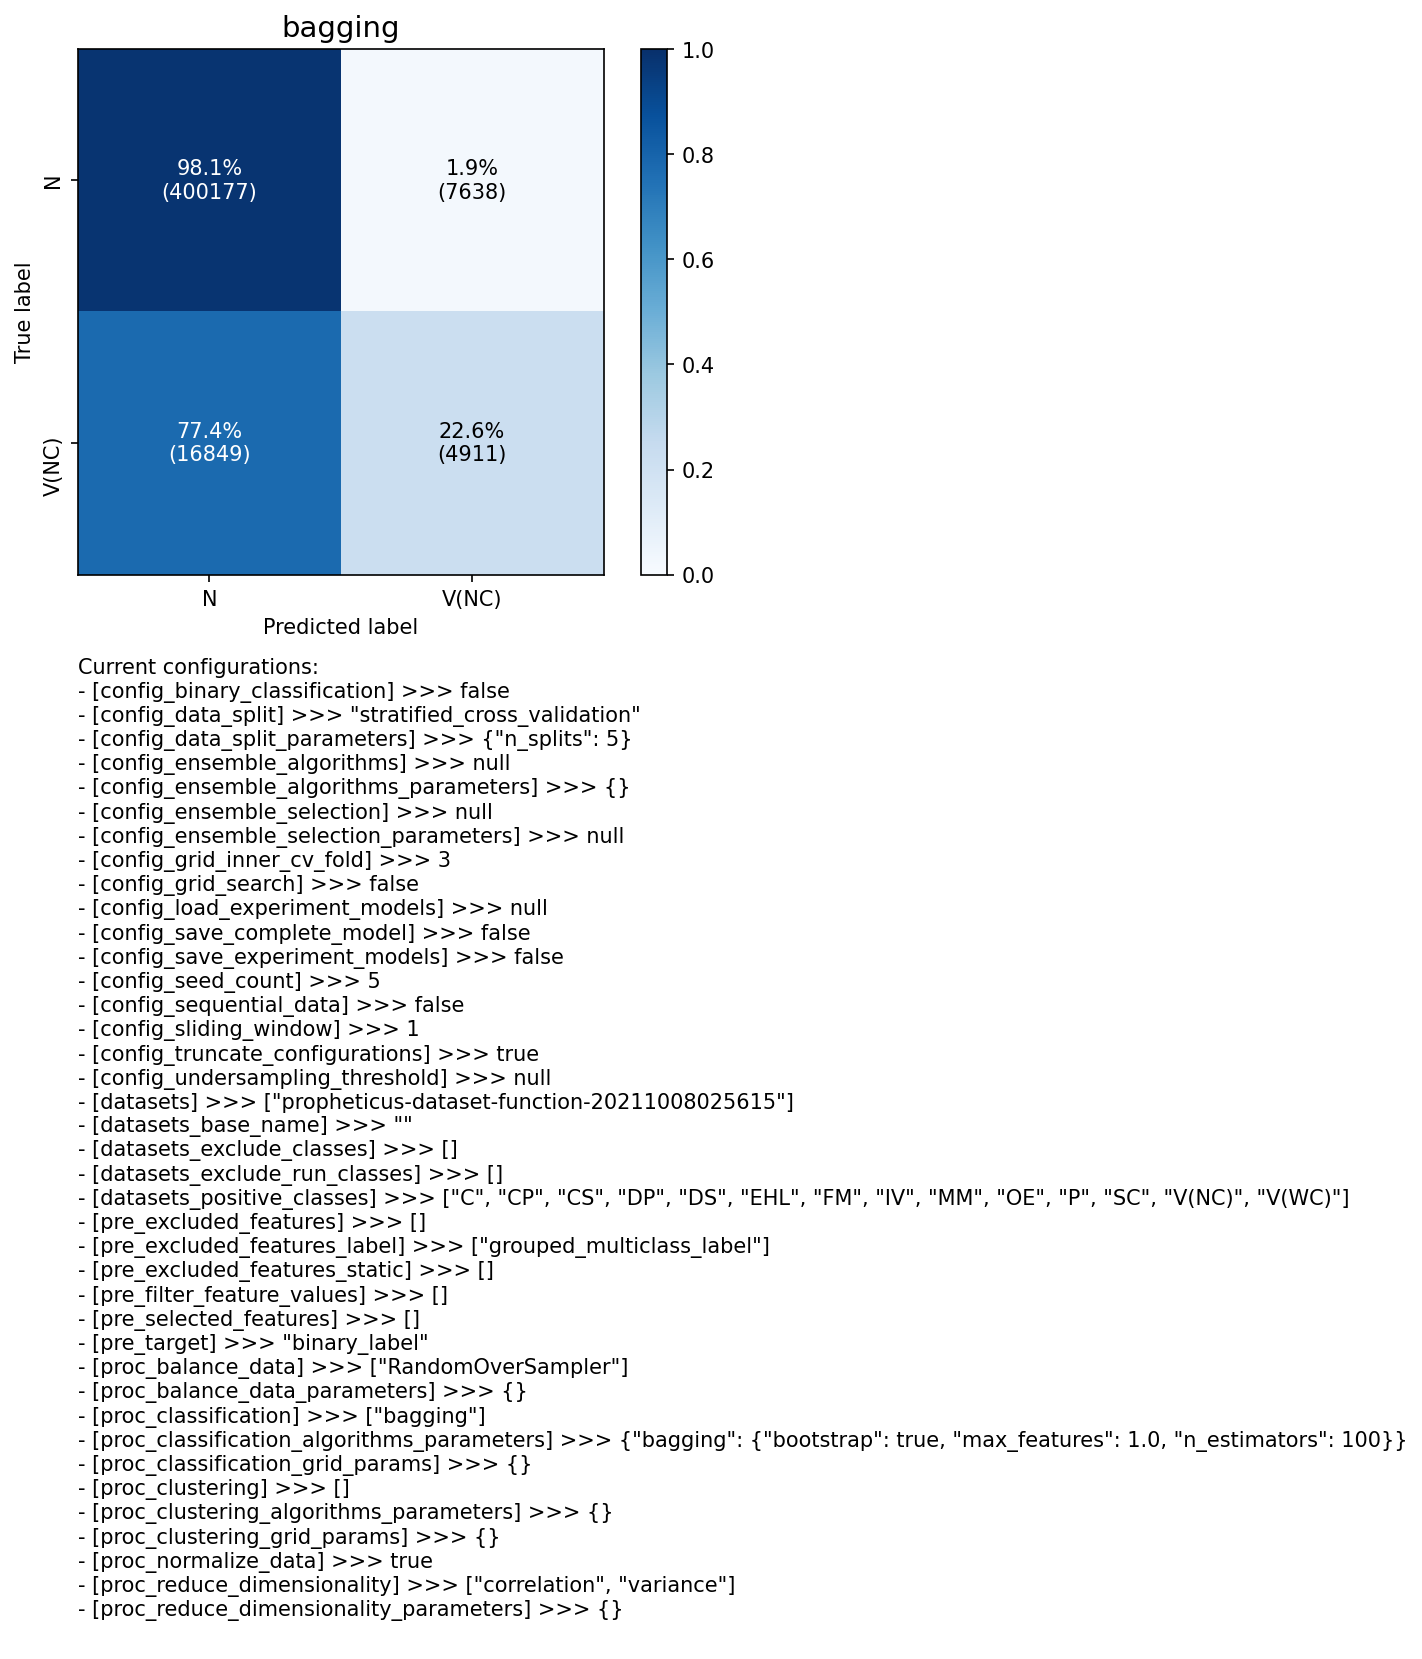 bagging
98.1%
(400177)
1.9%
(7638)
77.4%
(16849)
22.6%
(4911)
N
V(NC)
True label
N
V(NC)
Predicted label
1.0
0.8
0.6
0.4
0.2
0.0
Current configurations:
- [config_binary_classification] >>> false
- [config_data_split] >>> "stratified_cross_validation"
- [config_data_split_parameters] >>> {"n_splits": 5}
- [config_ensemble_algorithms] >>> null
- [config_ensemble_algorithms_parameters] >>> {}
- [config_ensemble_selection] >>> null
- [config_ensemble_selection_parameters] >>> null
- [config_grid_inner_cv_fold] >>> 3
- [config_grid_search] >>> false
- [config_load_experiment_models] >>> null
- [config_save_complete_model] >>> false
- [config_save_experiment_models] >>> false
- [config_seed_count] >>> 5
- [config_sequential_data] >>> false
- [config_sliding_window] >>> 1
- [config_truncate_configurations] >>> true
- [config_undersampling_threshold] >>> null
- [datasets] >>> ["propheticus-dataset-function-20211008025615"]
- [datasets_base_name] >>> ""
- [datasets_exclude_classes] >>> []
- [datasets_exclude_run_classes] >>> []
- [datasets_positive_classes] >>> ["C", "CP", "CS", "DP", "DS", "EHL", "FM", "IV", "MM", "OE", "P", "SC", "V(NC)", "V(WC)"]
- [pre_excluded_features] >>> []
- [pre_excluded_features_label] >>> ["grouped_multiclass_label"]
- [pre_excluded_features_static] >>> []
- [pre_filter_feature_values] >>> []
- [pre_selected_features] >>> []
- [pre_target] >>> "binary_label"
- [proc_balance_data] >>> ["RandomOverSampler"]
- [proc_balance_data_parameters] >>> {}
- [proc_classification] >>> ["bagging"]
- [proc_classification_algorithms_parameters] >>> {"bagging": {"bootstrap": true, "max_features": 1.0, "n_estimators": 100}}
- [proc_classification_grid_params] >>> {}
- [proc_clustering] >>> []
- [proc_clustering_algorithms_parameters] >>> {}
- [proc_clustering_grid_params] >>> {}
- [proc_normalize_data] >>> true
- [proc_reduce_dimensionality] >>> ["correlation", "variance"]
- [proc_reduce_dimensionality_parameters] >>> {}